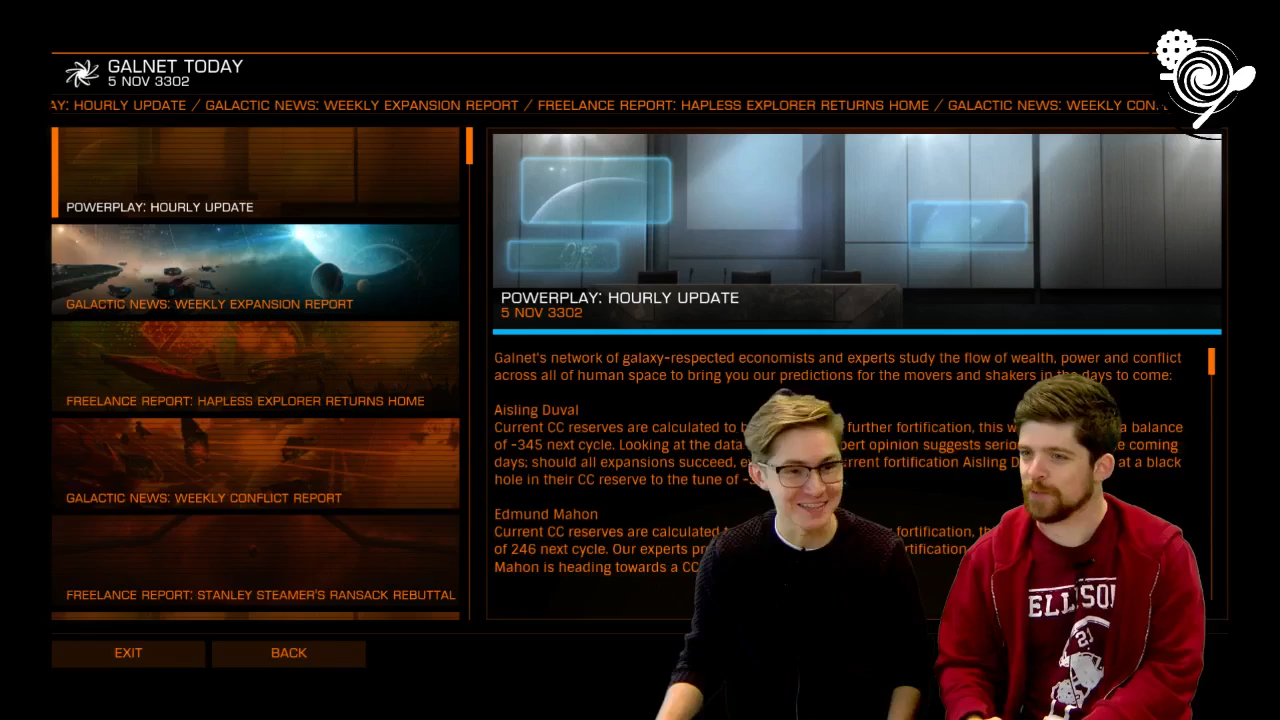 GALNET TODAY
5 NOV 3302
AY: HOURLY UPDATE / GALACTIC NEWS: WEEKLY EXPANSION REPORT / FREELANCE REPORT: HAPLESS EXPLORER RETURNS HOME / GALACTIC NEWS: WEEKLY
POWERPLAY: HOURLY UPDATE
GALACTIC NEWS: WEEKLY EXPANSION REPORT
FREELANCE REPORT: HAPLESS EXPLORER RETURNS HOME
GALACTIC NEWS: WEEKLY CONFLICT REPORT
FREELANCE REPORT: STANLEY STEAMER'S RANSACK REBUTTAL
POWERPLAY: HOURLY UPDATE
5 NOV 3302
Galnet's network of galaxy-respected economists and experts study the flow of wealth, power and conflict
across all of human space to bring you our predictions for the movers and shakers in the days to come:
Aisling Duval
Current CC reserves are calculated to further fortification, this a balance
of -345 next cycle. Looking at the data opinion suggests coming
days; should all expansions succeed, fortification Aisling at a black
hole in their CC reserve to the tune of
Edmund Mahon
Current CC reserves are calculated fortification,
of 246 next cycle. Our experts
Mahon is heading towards a CC
EXIT
BACK
ELLISON
21